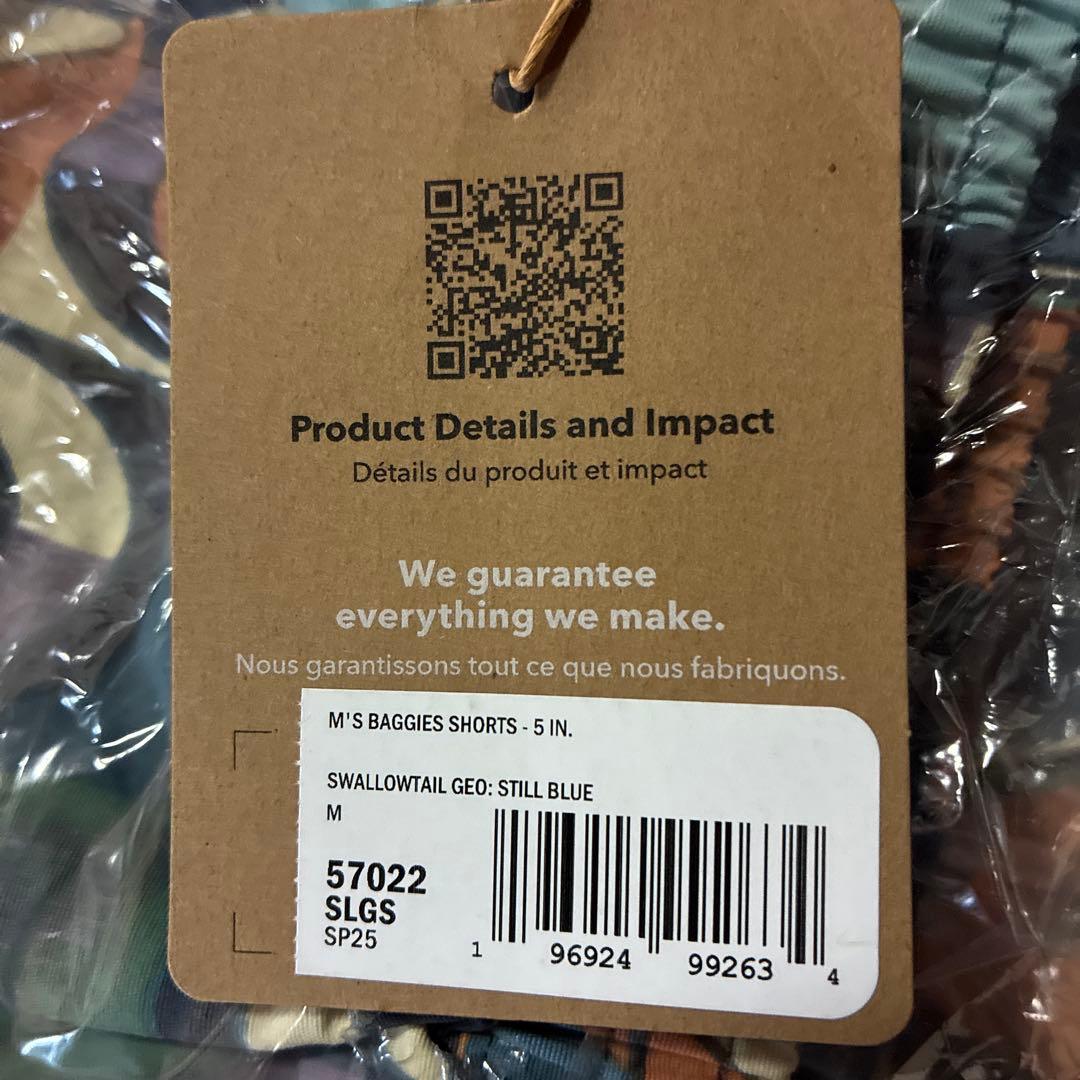 Product Details and Impact
Détails du produit et impact
We guarantee
everything we make.
Nous garantissons tout ce que nous fabriquons.
M'S BAGGIES SHORTS - 5 IN.
SWALLOWTAIL GEO: STILL BLUE
M
57022
SLGS
SP25
1 96924 99263 4